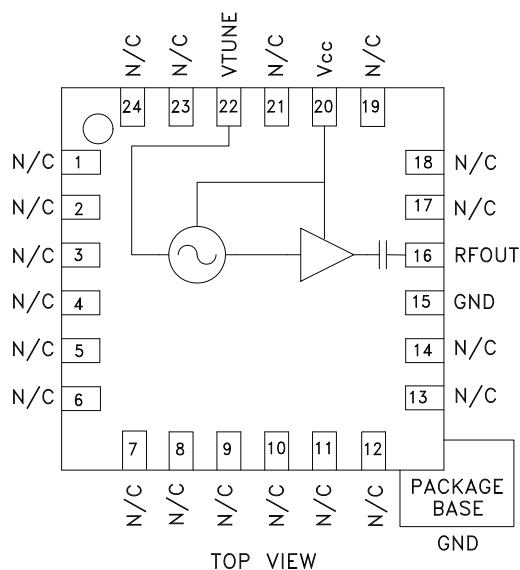 N/C N/C VTUNE N/C Vcc N/C
24 23 22 21 20 19
N/C 1
N/C 2
N/C 3
N/C 4
N/C 5
N/C 6
18 N/C
17 N/C
16 RFOUT
15 GND
14 N/C
13 N/C
7 8 9 10 11 12
N/C N/C N/C N/C N/C N/C
PACKAGE
BASE
GND
TOP VIEW